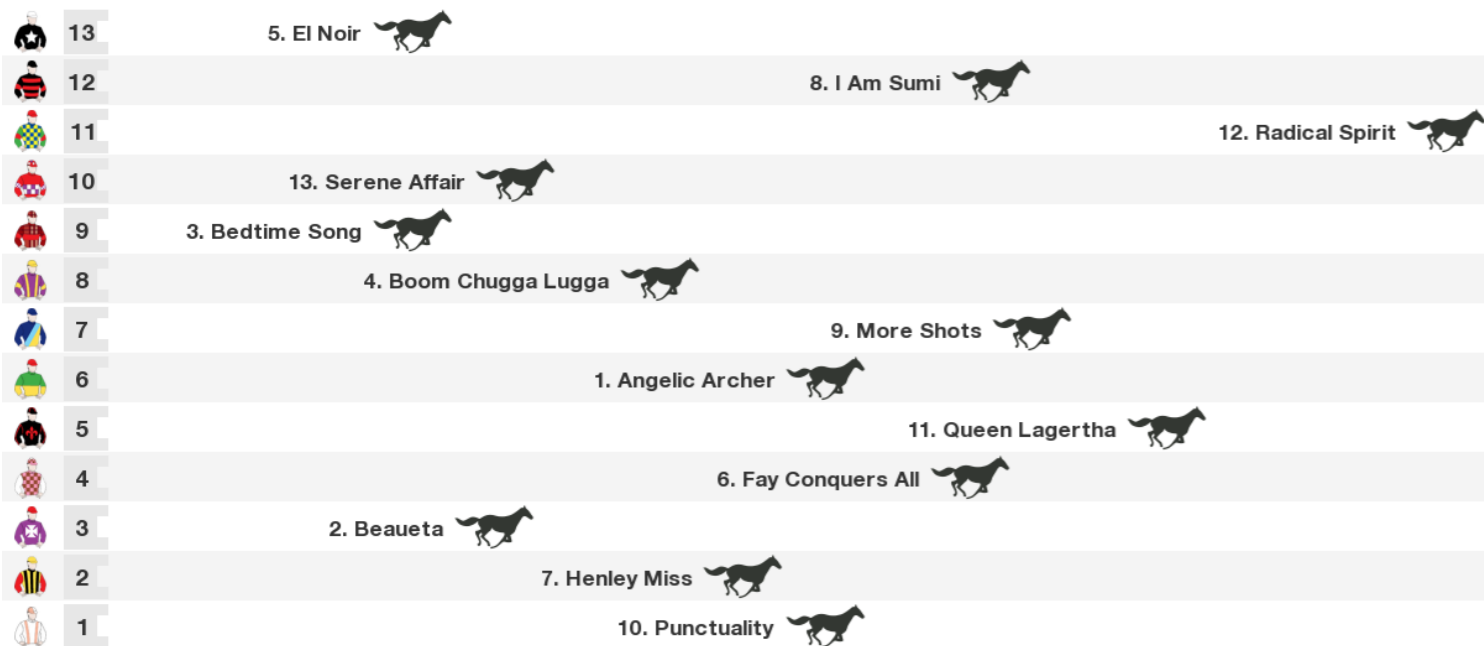 13 5. El Noir
12 8. I Am Sumi
11 12. Radical Spirit
10 13. Serene Affair
9 3. Bedtime Song
8 4. Boom Chugga Lugga
7 9. More Shots
6 1. Angelic Archer
5 11. Queen Lagertha
4 6. Fay Conquers All
3 2. Beaueta
2 7. Henley Miss
1 10. Punctuality